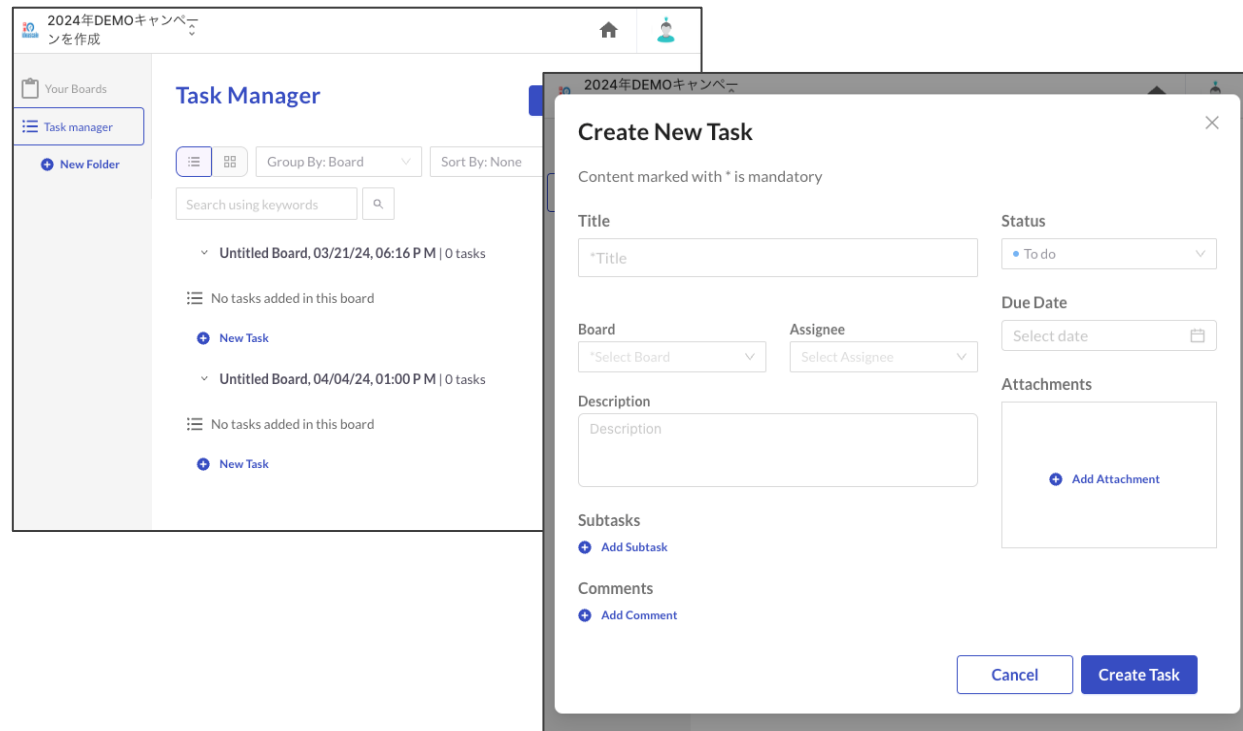 2024年DEMOキャンペー
ンを作成
Your Boards
Task manager
New Folder
Task Manager
Group By: Board
Sort By: None
Search using keywords
Untitled Board, 03/21/24, 06:16 P M | 0 tasks
No tasks added in this board
New Task
Untitled Board, 04/04/24, 01:00 P M | 0 tasks
No tasks added in this board
New Task
2024年DEMOキャンペー
Create New Task
Content marked with * is mandatory
Title
*Title
Status
To do
Due Date
Select date
Board
*Select Board
Assignee
Select Assignee
Attachments
Add Attachment
Description
Description
Subtasks
Add Subtask
Comments
Add Comment
Cancel
Create Task